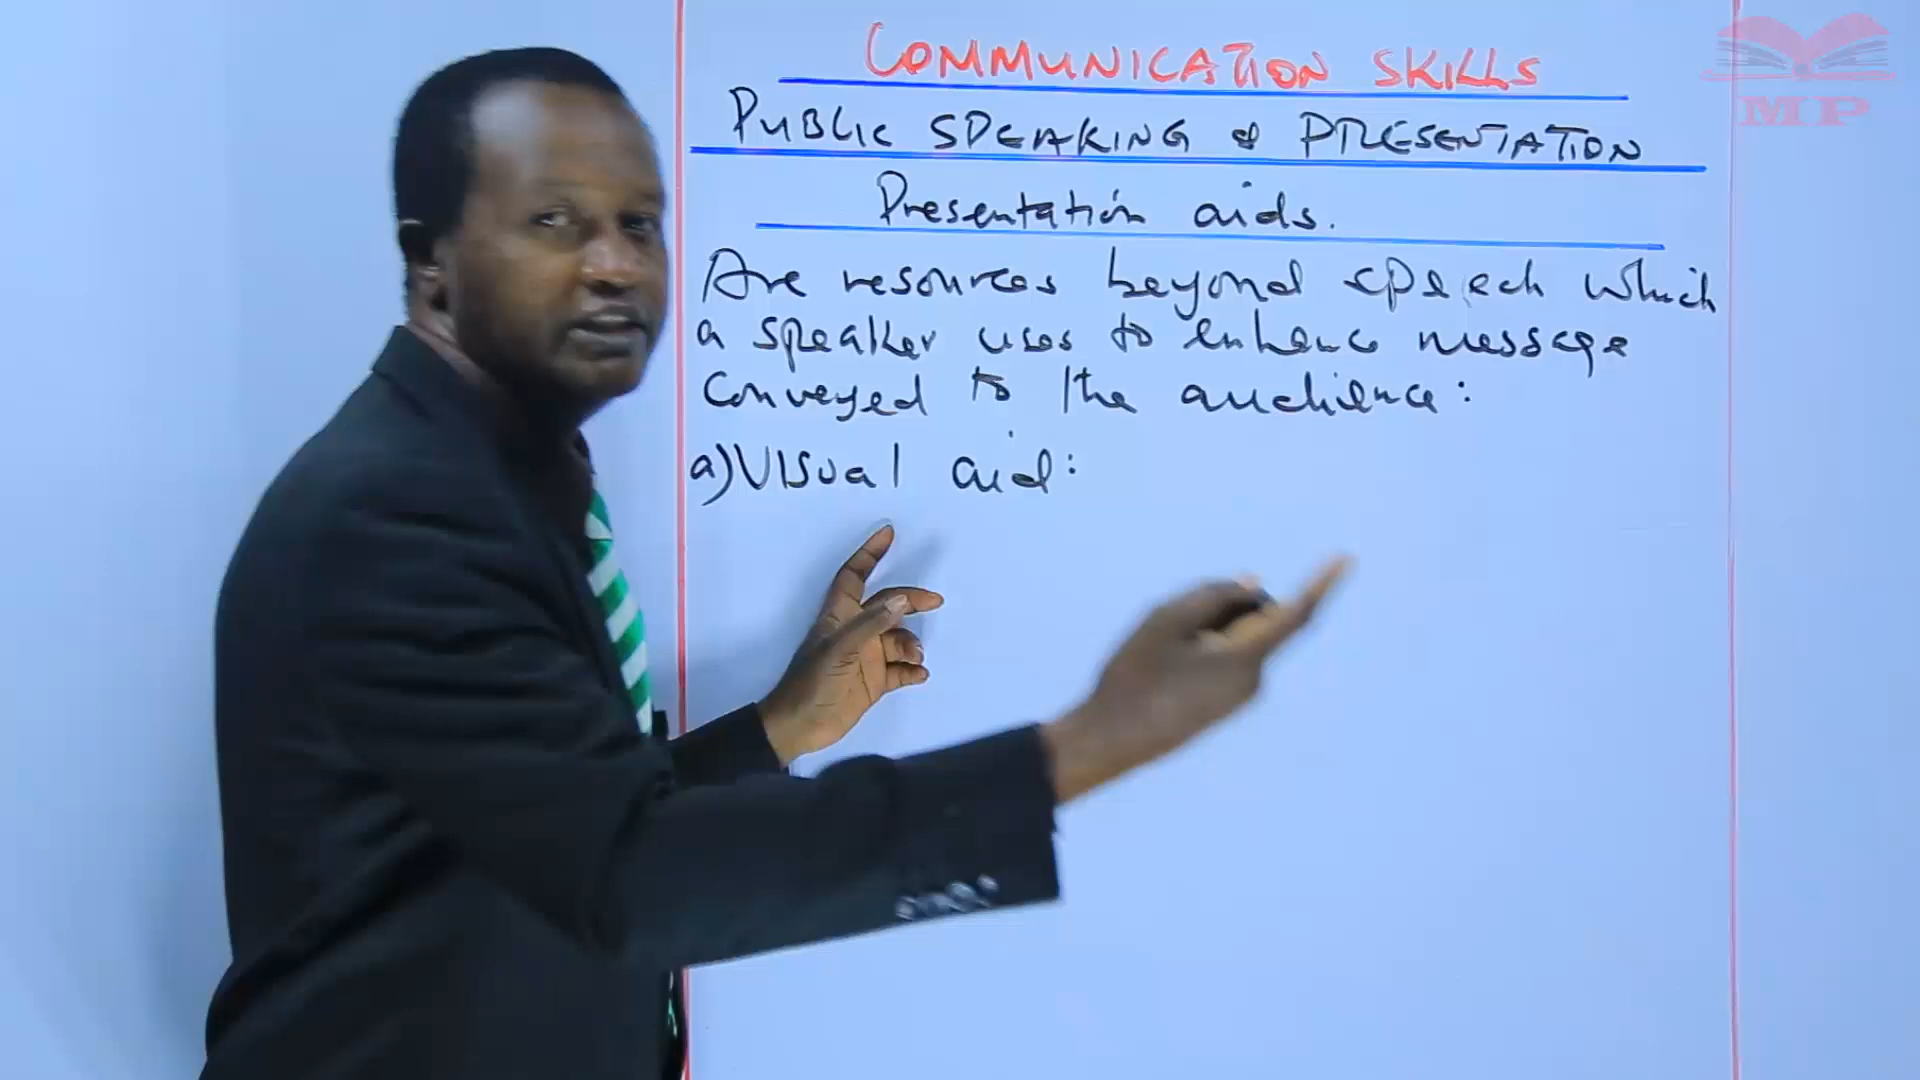 COMMUNICATION SKILLS
PUBLIC SPEAKING & PRESENTATION
Presentation aids.
Are resources beyond speech which
a speaker uses to enhance message
conveyed to the audience:
a) Visual aid:
MP